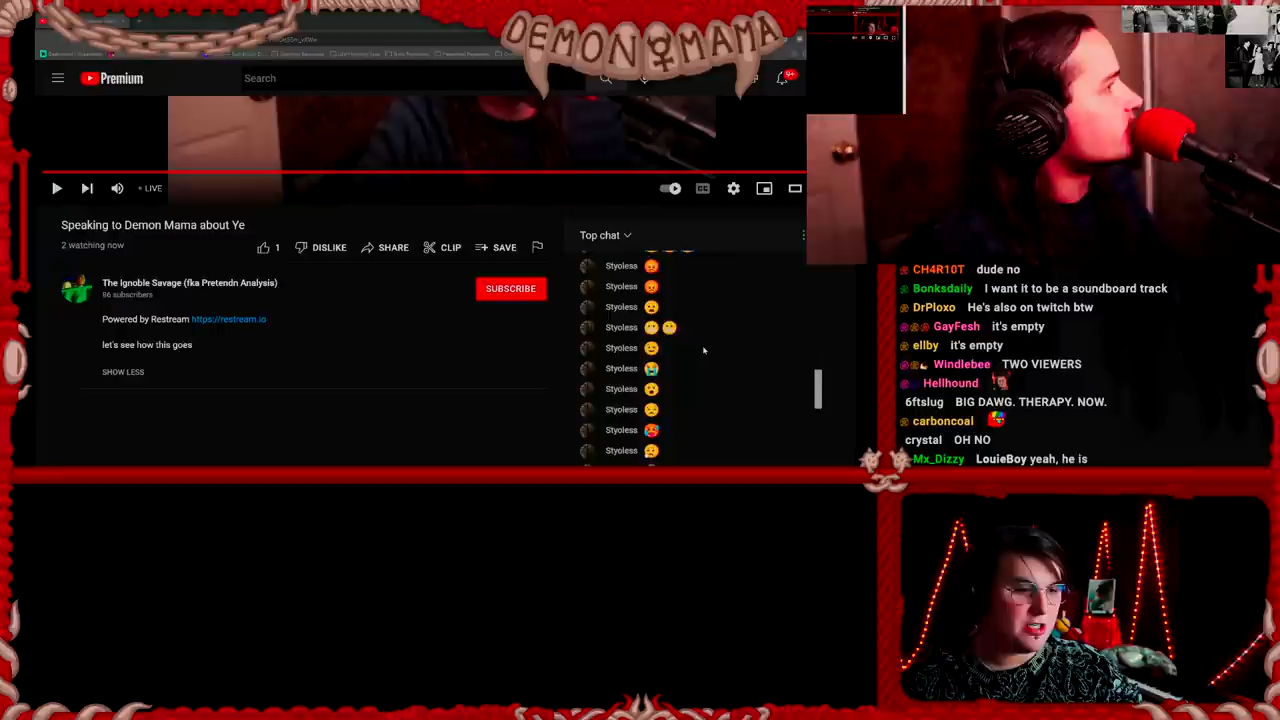 DEMON MAMA
Premium
Search
9+
LIVE
Speaking to Demon Mama about Ye
2 watching now
1
DISLIKE
SHARE
CLIP
SAVE
The Ignoble Savage (fka Pretendn Analysis)
96 subscribers
SUBSCRIBE
Powered by Restream https://restream.io
let's see how this goes
SHOW LESS
Top chat
Styoless
Styoless
Styoless
Styoless
Styoless
Styoless
Styoless
Styoless
Styoless
Styoless
CH4R10T dude no
Bonksdaily I want it to be a soundboard track
DrPloxo He's also on twitch btw
GayFesh it's empty
ellby it's empty
Windlebee TWO VIEWERS
Hellhound
6ftslug BIG DAWG. THERAPY. NOW.
carboncoal
crystal OH NO
Mx_Dizzy LouieBoy yeah, he is